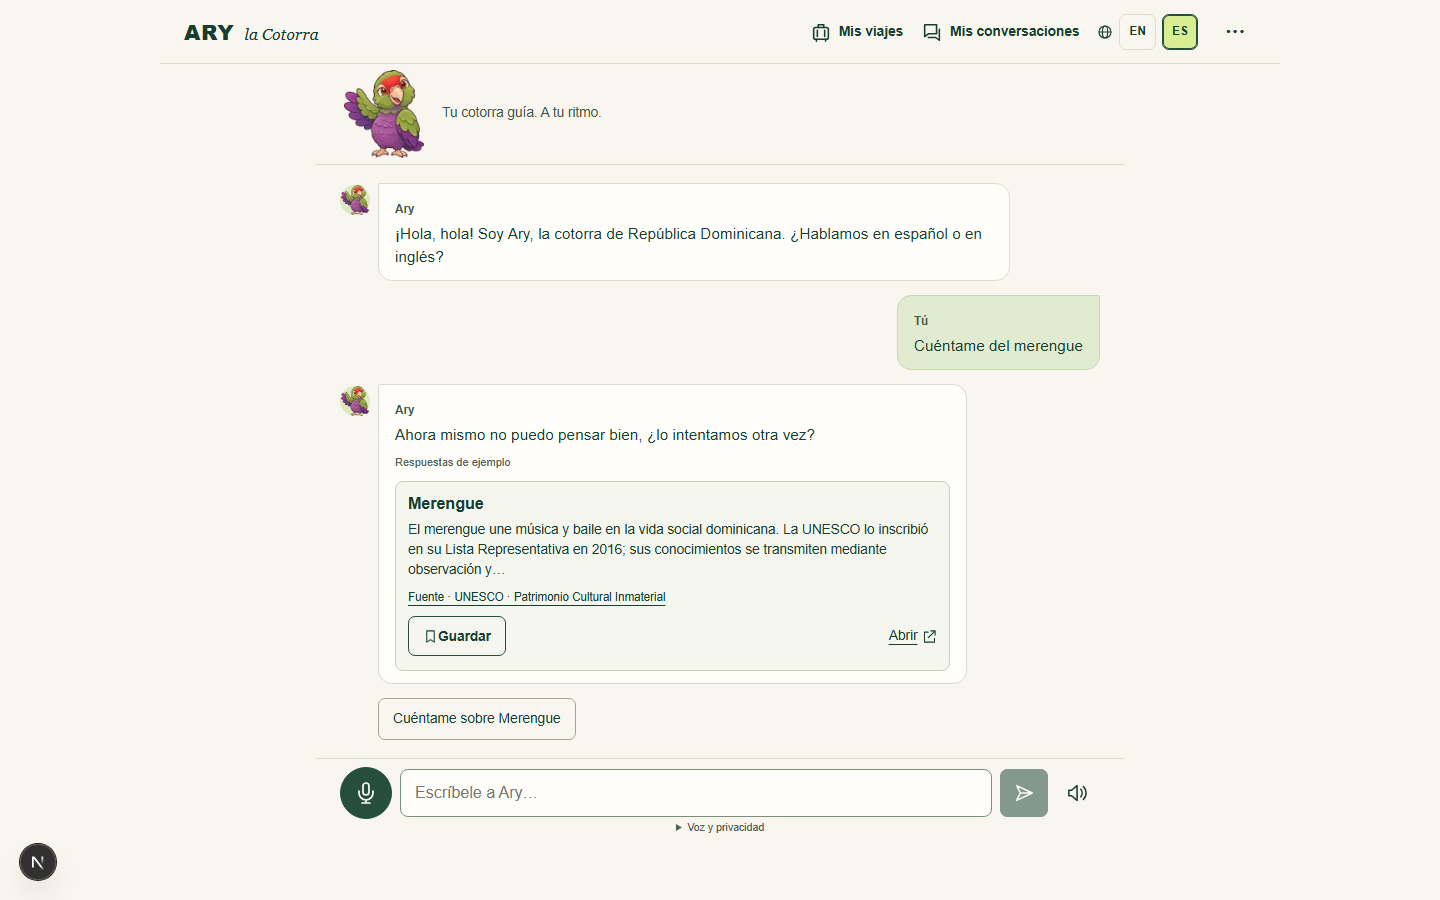 ARY la Cotorra
Mis viajes
Mis conversaciones
EN
ES
Tu cotorra guía. A tu ritmo.
Ary
¡Hola, hola! Soy Ary, la cotorra de República Dominicana. ¿Hablamos en español o en
inglés?
Tú
Cuéntame del merengue
Ary
Ahora mismo no puedo pensar bien, ¿lo intentamos otra vez?
Respuestas de ejemplo
Merengue
El merengue une música y baile en la vida social dominicana. La UNESCO lo inscribió
en su Lista Representativa en 2016; sus conocimientos se transmiten mediante
observación y…
Fuente · UNESCO · Patrimonio Cultural Inmaterial
Guardar
Abrir
Cuéntame sobre Merengue
Escríbele a Ary…
Voz y privacidad
N